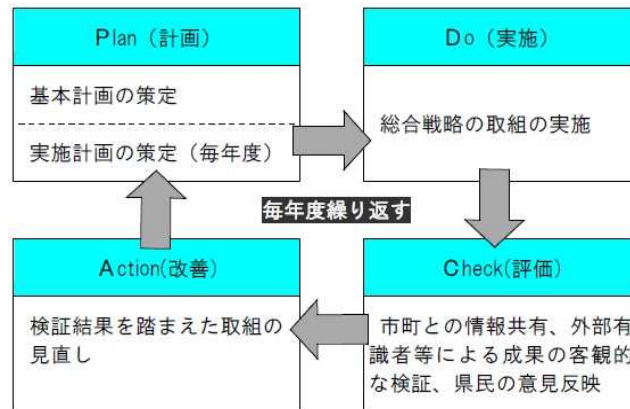 Plan（計画）
基本計画の策定
実施計画の策定（毎年度）
Do（実施）
総合戦略の取組の実施
毎年度繰り返す
Action(改善)
検証結果を踏まえた取組の
見直し
Check(評価)
市町との情報共有、外部有
識者等による成果の客観的
な検証、県民の意見反映